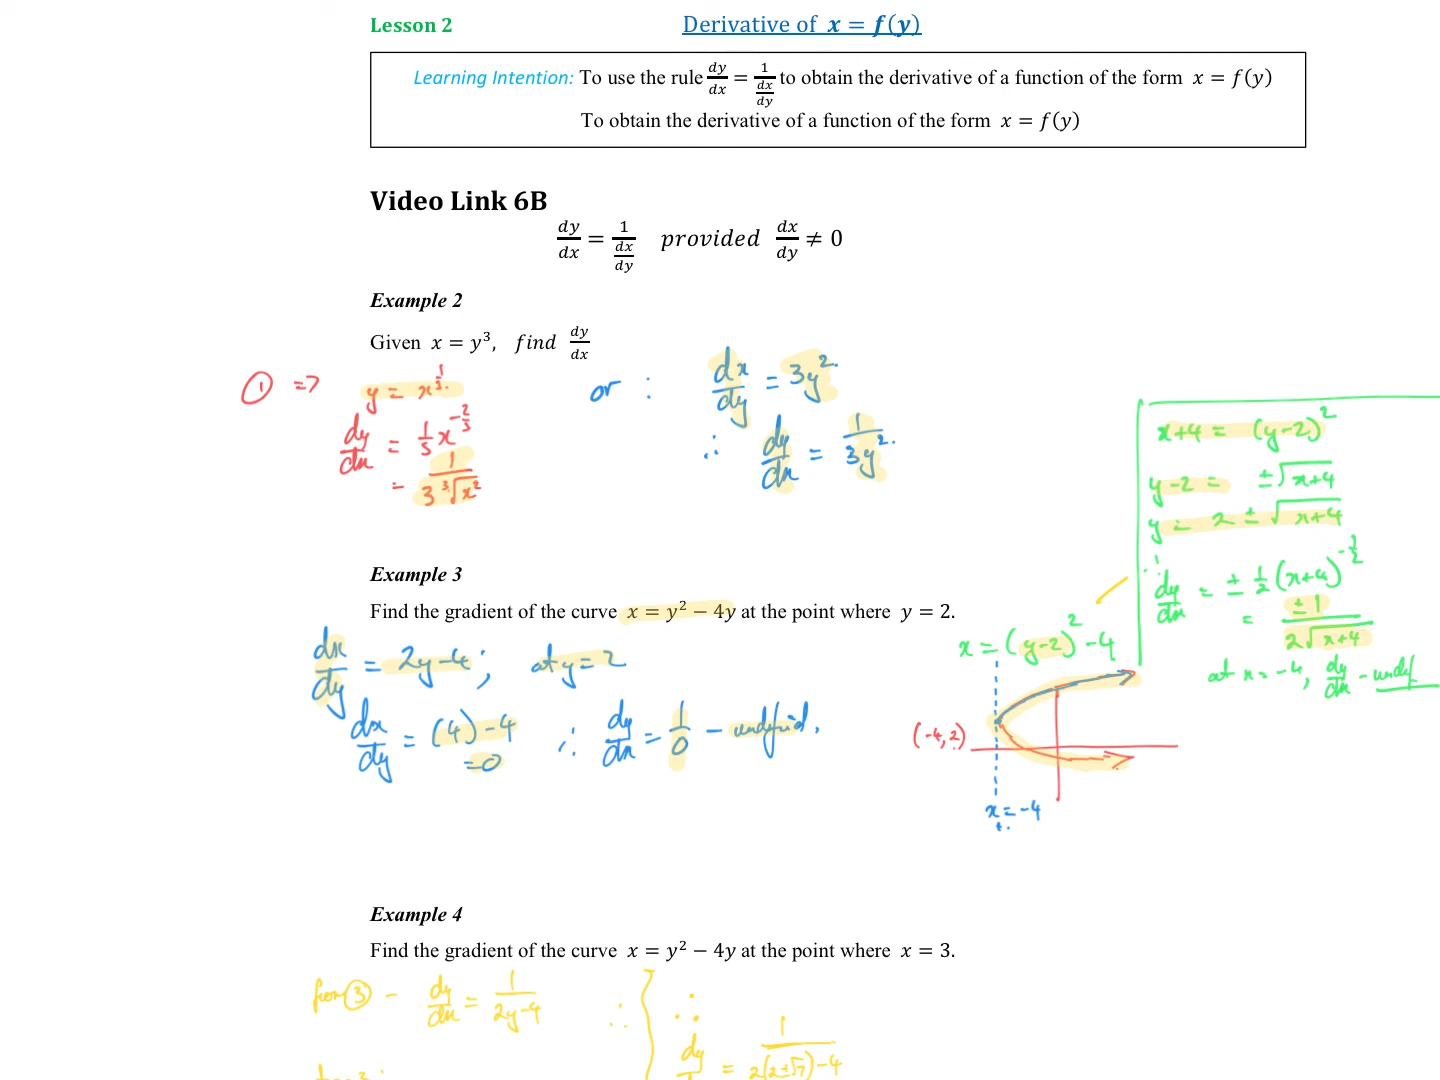 Lesson 2 Derivative of x = f(y)
Learning Intention: To use the rule dy/dx = 1/(dx/dy) to obtain the derivative of a function of the form x = f(y)
To obtain the derivative of a function of the form x = f(y)
Video Link 6B
dy/dx = 1/(dx/dy) provided dx/dy ≠ 0
Example 2
Given x = y³, find dy/dx
① => y = x^(1/3).
dy/dx = 1/3 x^(-2/3)
= 1/(3 ³√x²)
or : dx/dy = 3y².
∴ dy/dx = 1/3y².
x+4 = (y-2)²
y-2 = ±√x+4
y = 2 ± √x+4
∴ dy/dx = ± 1/2 (x+4)^(-1/2)
= ±1/(2√x+4)
at x = -4, dy/dx - undef
Example 3
Find the gradient of the curve x = y² − 4y at the point where y = 2.
dx/dy = 2y-4; at y=2
dx/dy = (4)-4
=0
∴ dy/dx = 1/0 - undefined.
x = (y-2)² -4
(-4,2)
x = -4
Example 4
Find the gradient of the curve x = y² − 4y at the point where x = 3.
from ③ - dy/dx = 1/(2y-4) ∴
∴
dy = 1/(2(2±√7)-4)